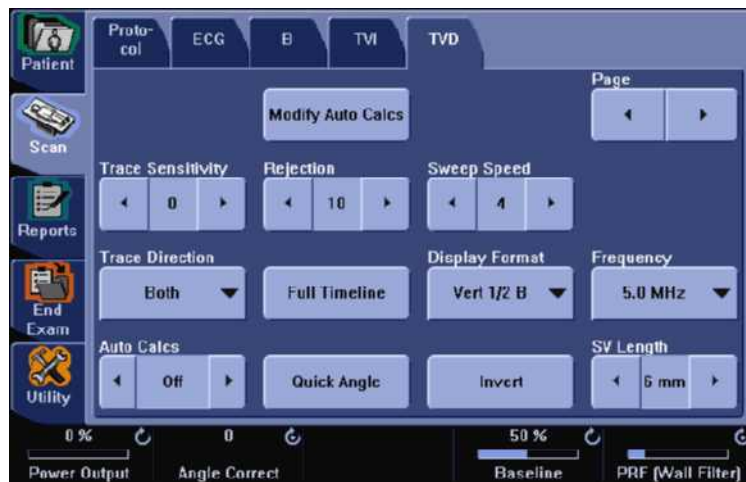 Patient
Scan
Reports
End
Exam
Utility
Proto-
col
ECG
B
TVI
TVD
Modify Auto Calcs
Page
Trace Sensitivity
0
Rejection
10
Sweep Speed
4
Trace Direction
Both
Full Timeline
Display Format
Vert 1/2 B
Frequency
5.0 MHz
Auto Calcs
Off
Quick Angle
Invert
SV Length
6 mm
0 %
Power Output
0
Angle Correct
50 %
Baseline
PRF (Wall Filter)